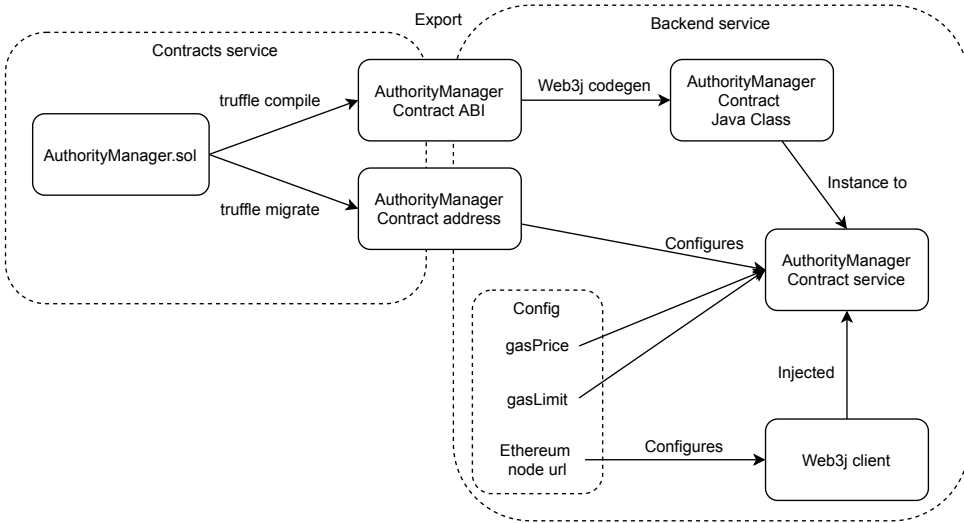 Export
Backend service
Contracts service
AuthorityManager
Contract ABI
Web3j codegen
AuthorityManager
Contract
Java Class
truffle compile
AuthorityManager.sol
truffle migrate
AuthorityManager
Contract address
Instance to
Configures
AuthorityManager
Contract service
Config
gasPrice
gasLimit
Injected
Ethereum
node url
Configures
Web3j client